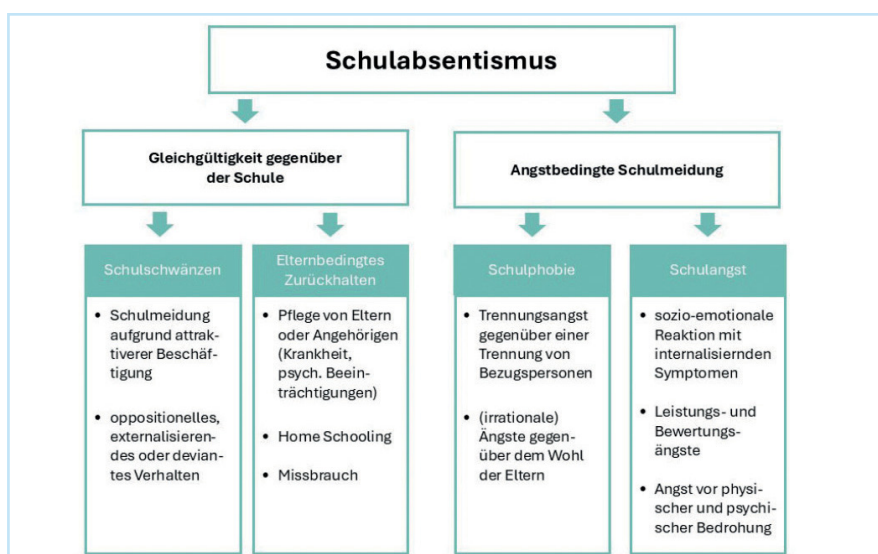 Schulabsentismus
Gleichgültigkeit gegenüber
der Schule
Angstbedingte Schulmeidung
Schulschwänzen
• Schulmeidung
aufgrund attrak-
tiverer Beschäf-
tigung
• oppositionelles,
externalisieren-
des oder devian-
tes Verhalten
Elternbedingtes
Zurückhalten
• Pflege von Eltern
oder Angehörigen
(Krankheit,
psych. Beein-
trächtigungen)
• Home Schooling
• Missbrauch
Schulphobie
• Trennungsangst
gegenüber einer
Trennung von
Bezugspersonen
• (irrationale)
Ängste gegen-
über dem Wohl
der Eltern
Schulangst
• sozio-emotionale
Reaktion mit
internalisiernden
Symptomen
• Leistungs- und
Bewertungs-
ängste
• Angst vor physi-
scher und psychi-
scher Bedrohung